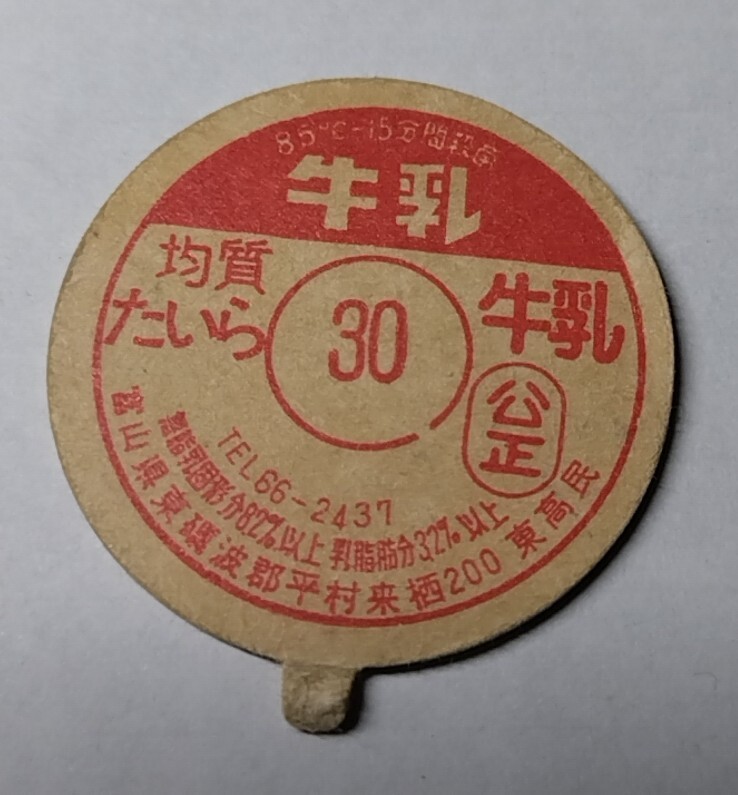 85℃-15分間殺菌
牛乳
均質
たいら
30
牛乳
公正
TEL66-2437
無脂乳固形分8.2%以上 乳脂肪分3.2%以上
富山県東礪波郡平村来栖200 東高民